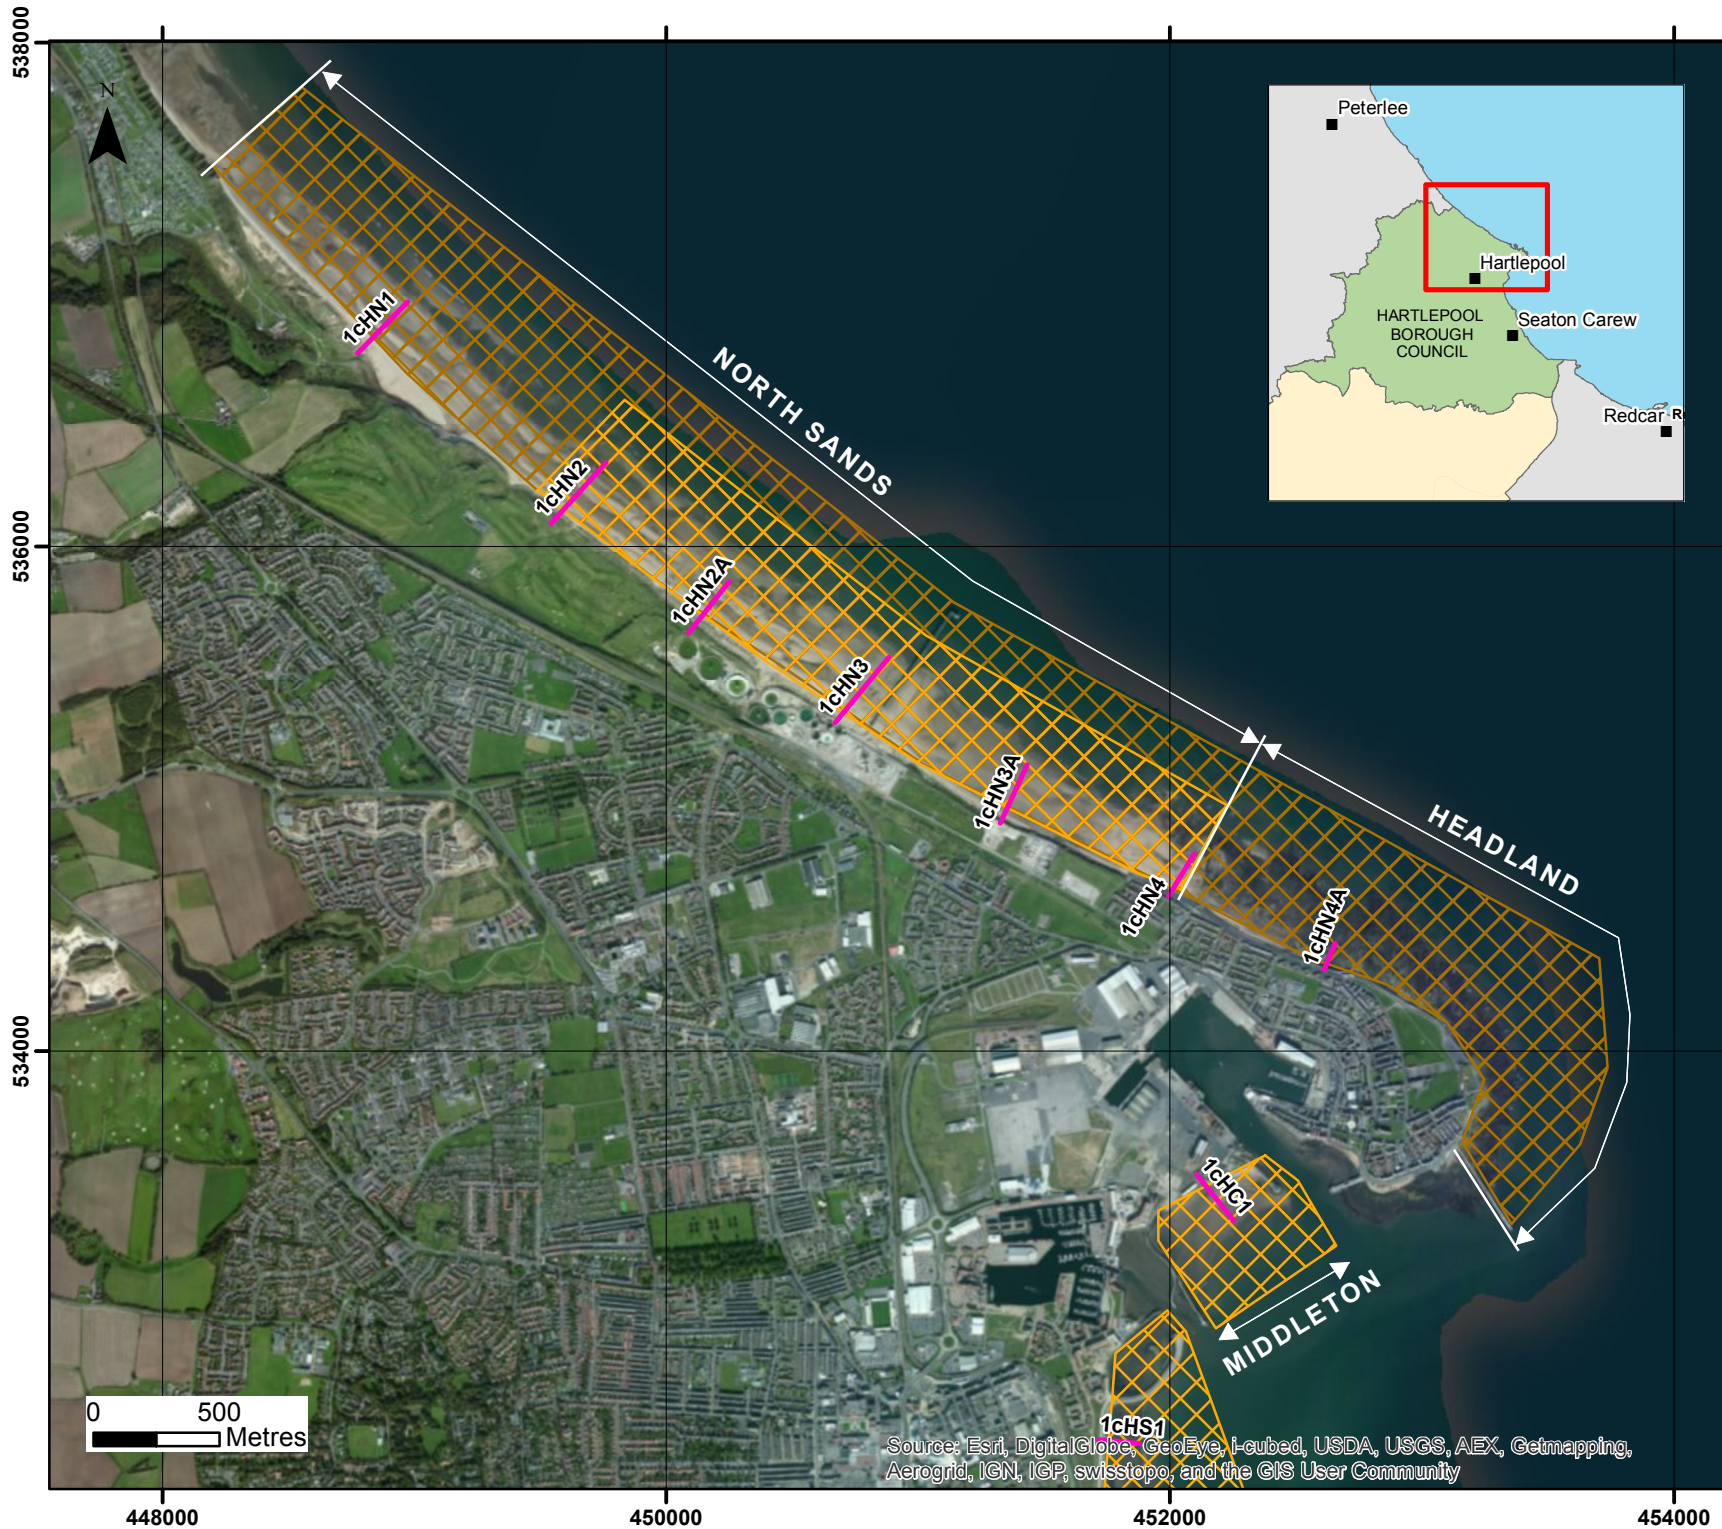 538000
536000
534000
448000
450000
452000
454000
N
Peterlee
Hartlepool
HARTLEPOOL
BOROUGH
COUNCIL
Seaton Carew
Redcar
R
NORTH SANDS
HEADLAND
MIDDLETON
1cHN1
1cHN2
1cHN2A
1cHN3
1cHN3A
1cHN4
1cHN4A
1cHC1
1cHS1
0 500
Metres
Source: Esri, DigitalGlobe, GeoEye, i-cubed, USDA, USGS, AEX, Getmapping,
Aerogrid, IGN, IGP, swisstopo, and the GIS User Community